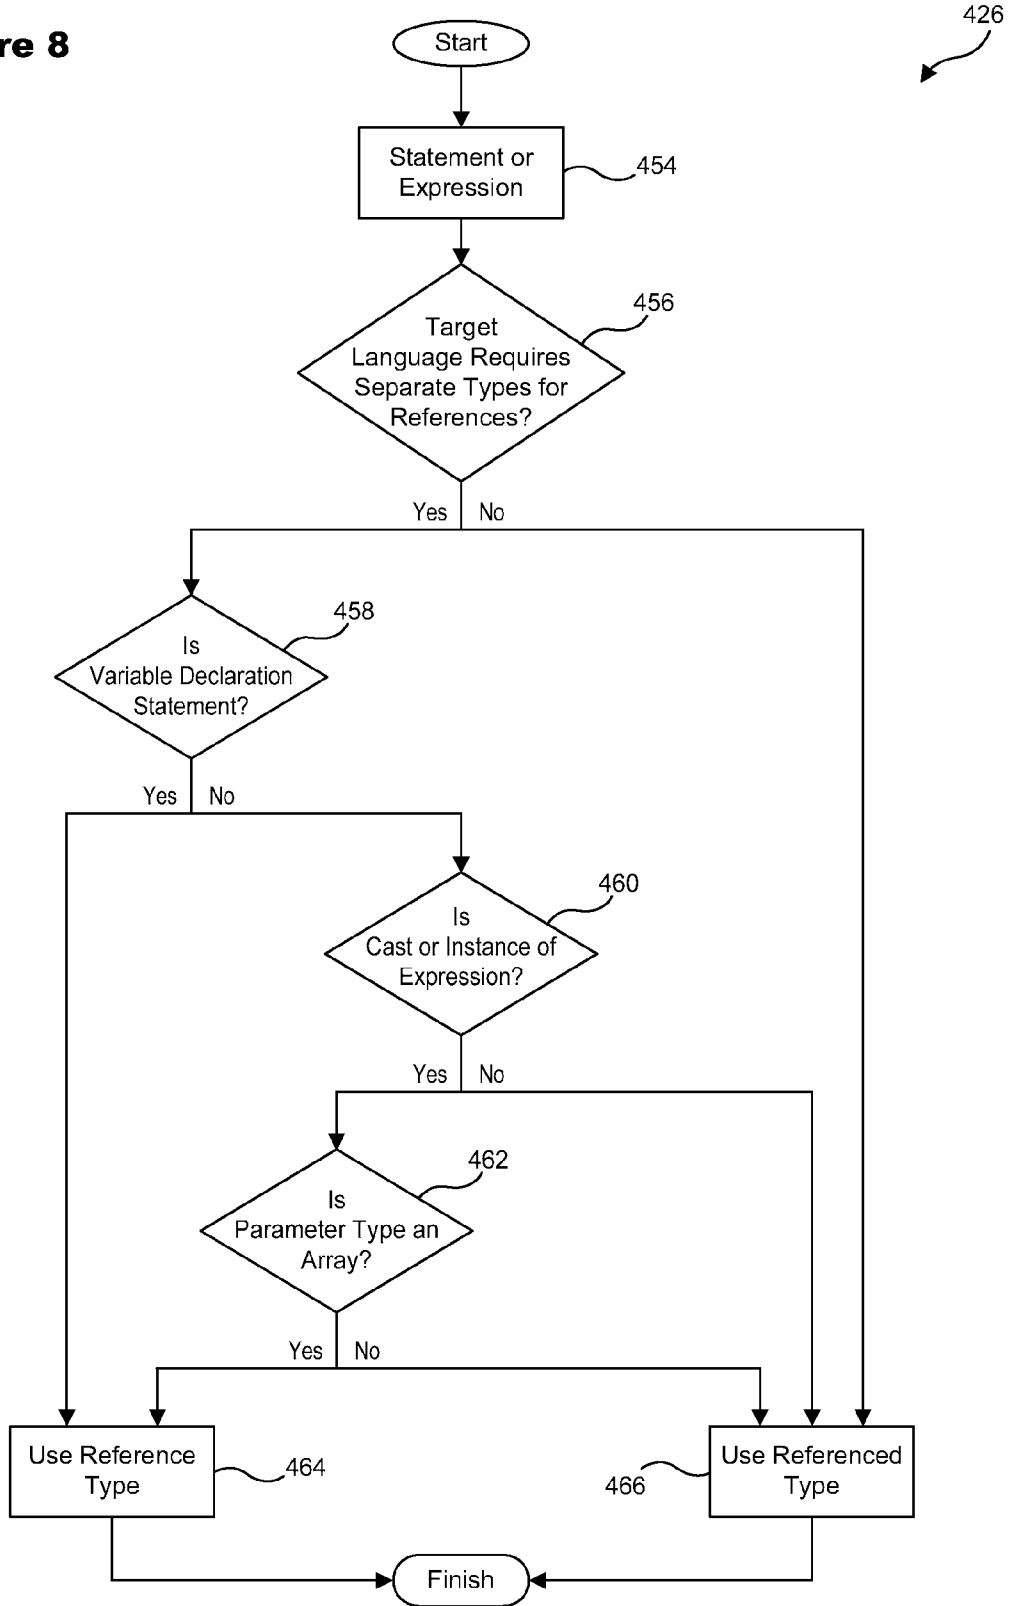 re 8
426
Start
Statement or
Expression
454
Target
Language Requires
Separate Types for
References?
456
Yes No
Is
Variable Declaration
Statement?
458
Yes No
Is
Cast or Instance of
Expression?
460
Yes No
Is
Parameter Type an
Array?
462
Yes No
Use Reference
Type
464
Use Referenced
Type
466
Finish